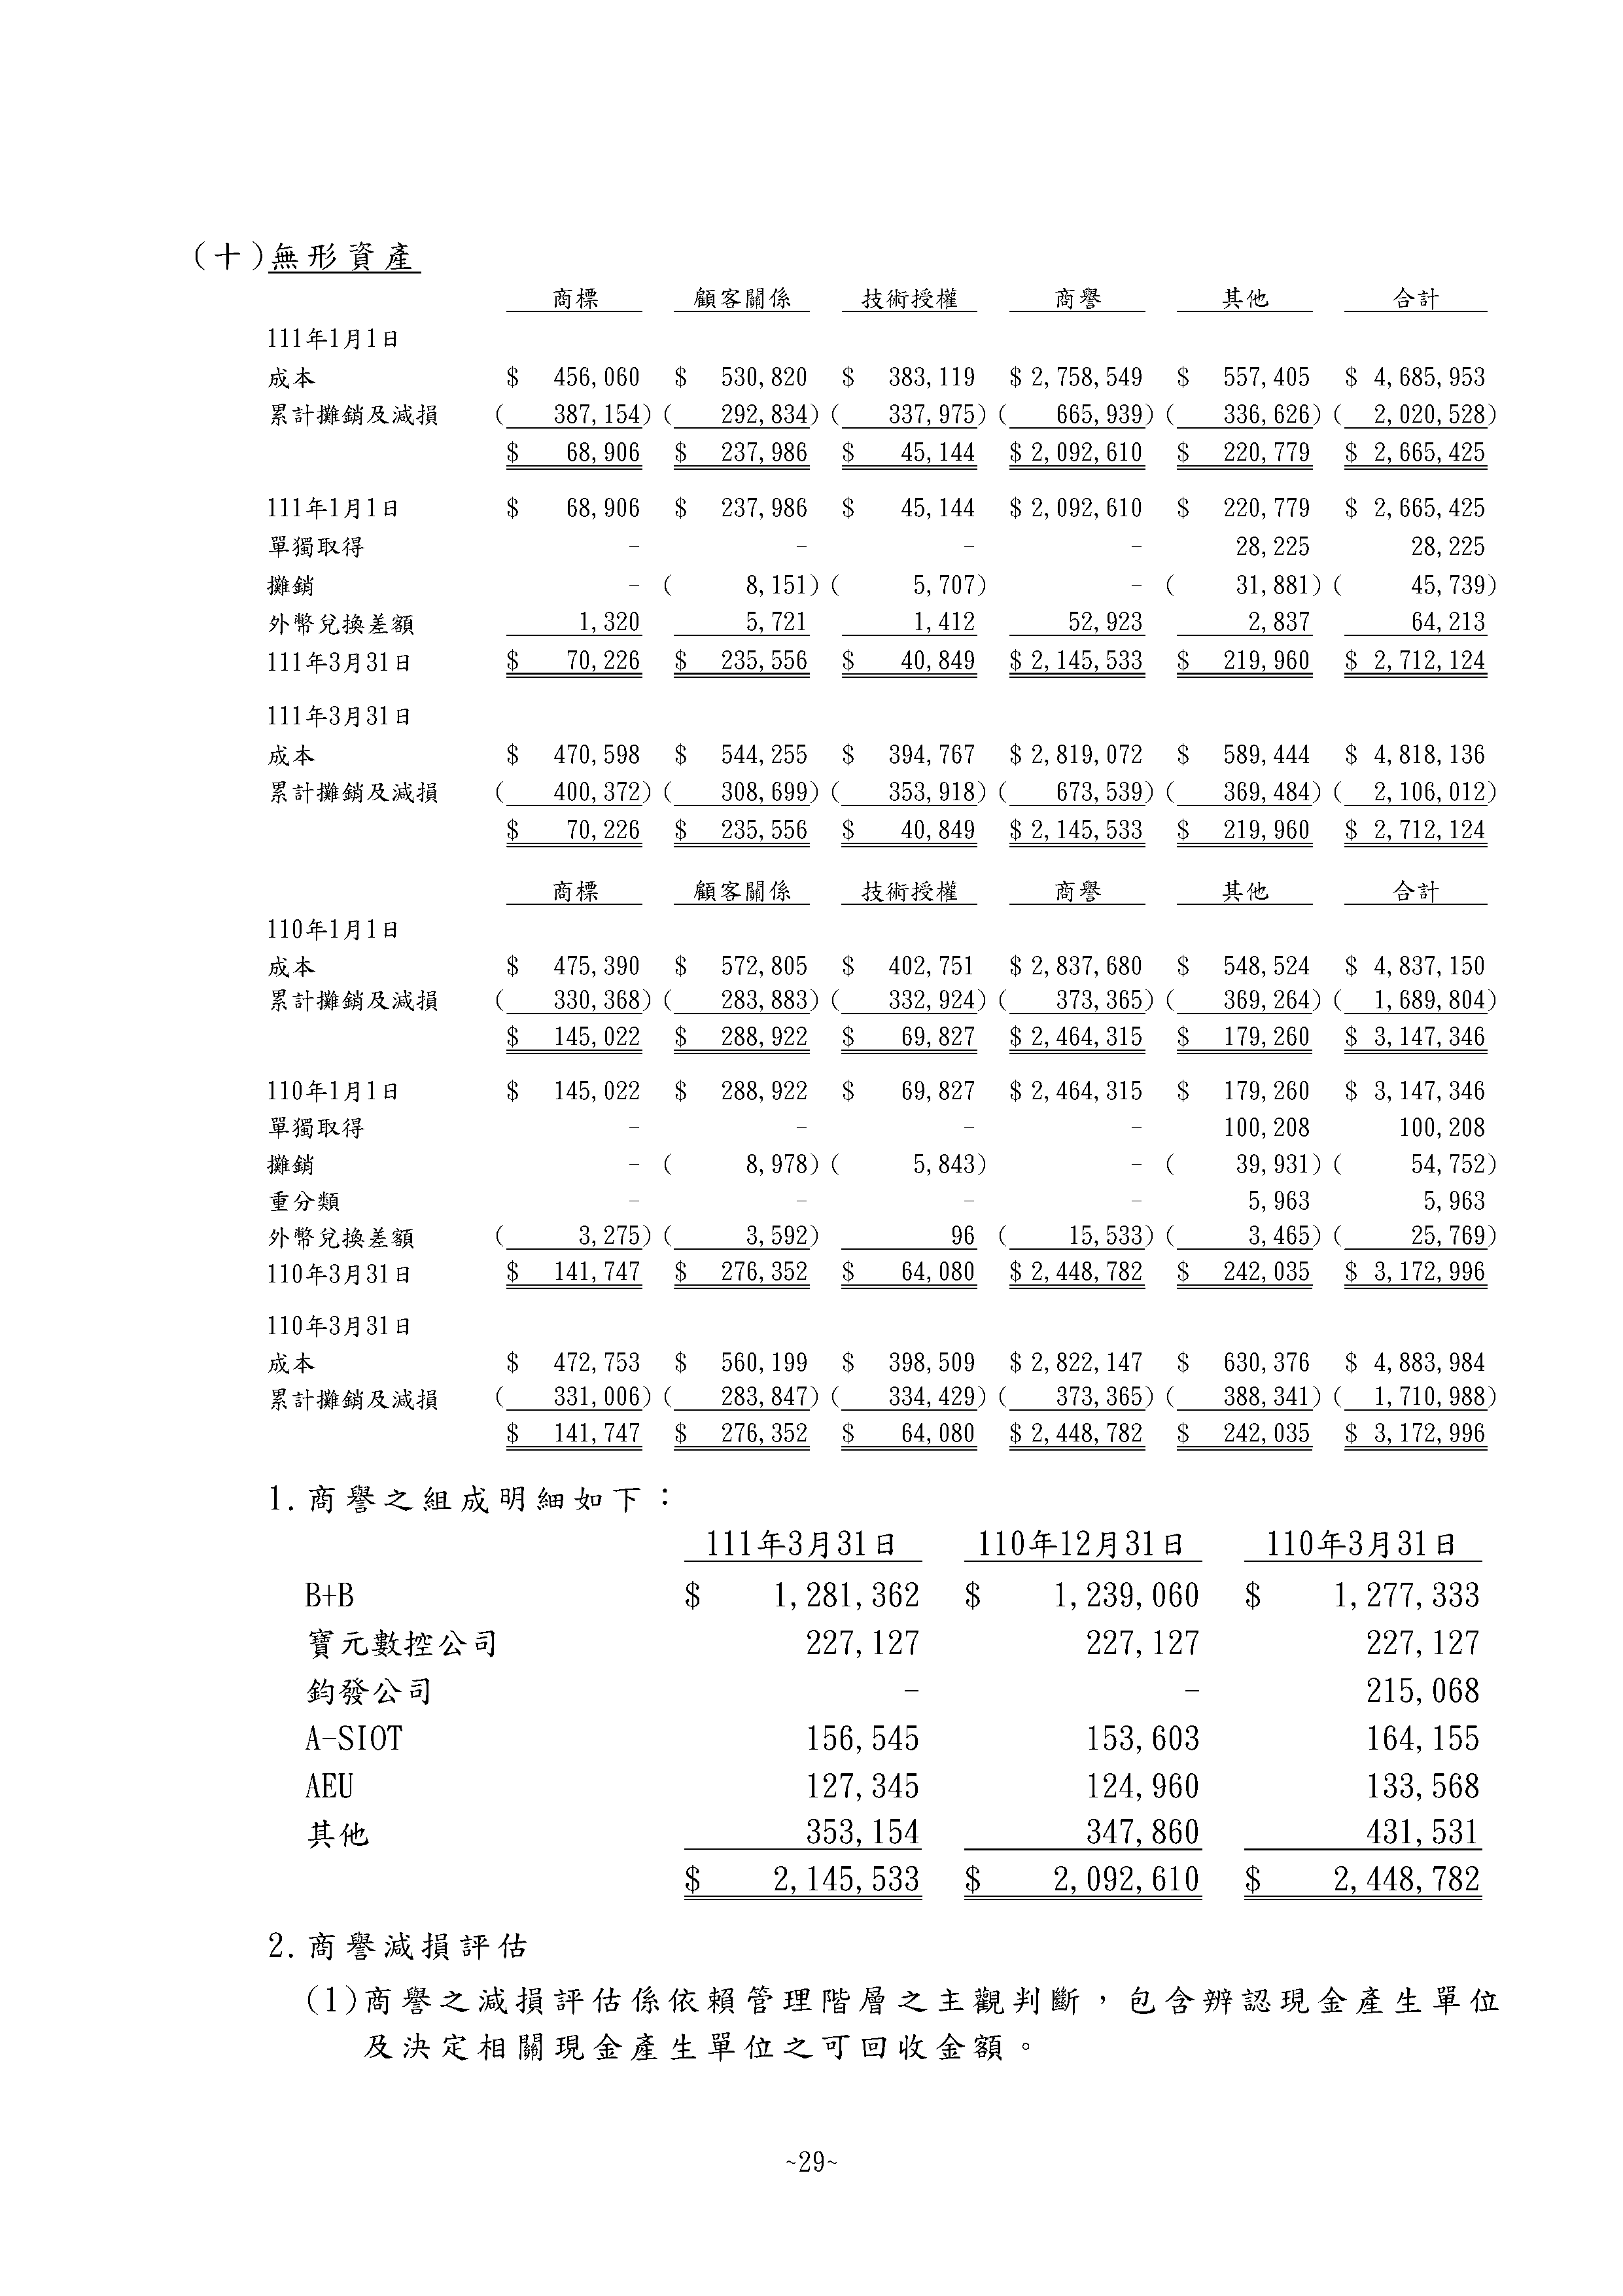 (十)無形資產
商標 顧客關係 技術授權 商譽 其他 合計
111年1月1日
成本 $ 456,060 $ 530,820 $ 383,119 $ 2,758,549 $ 557,405 $ 4,685,953
累計攤銷及減損 ( 387,154) ( 292,834) ( 337,975) ( 665,939) ( 336,626) ( 2,020,528)
$ 68,906 $ 237,986 $ 45,144 $ 2,092,610 $ 220,779 $ 2,665,425
111年1月1日 $ 68,906 $ 237,986 $ 45,144 $ 2,092,610 $ 220,779 $ 2,665,425
單獨取得 - - - - 28,225 28,225
攤銷 - ( 8,151) ( 5,707) - ( 31,881) ( 45,739)
外幣兌換差額 1,320 5,721 1,412 52,923 2,837 64,213
111年3月31日 $ 70,226 $ 235,556 $ 40,849 $ 2,145,533 $ 219,960 $ 2,712,124
111年3月31日
成本 $ 470,598 $ 544,255 $ 394,767 $ 2,819,072 $ 589,444 $ 4,818,136
累計攤銷及減損 ( 400,372) ( 308,699) ( 353,918) ( 673,539) ( 369,484) ( 2,106,012)
$ 70,226 $ 235,556 $ 40,849 $ 2,145,533 $ 219,960 $ 2,712,124
商標 顧客關係 技術授權 商譽 其他 合計
110年1月1日
成本 $ 475,390 $ 572,805 $ 402,751 $ 2,837,680 $ 548,524 $ 4,837,150
累計攤銷及減損 ( 330,368) ( 283,883) ( 332,924) ( 373,365) ( 369,264) ( 1,689,804)
$ 145,022 $ 288,922 $ 69,827 $ 2,464,315 $ 179,260 $ 3,147,346
110年1月1日 $ 145,022 $ 288,922 $ 69,827 $ 2,464,315 $ 179,260 $ 3,147,346
單獨取得 - - - - 100,208 100,208
攤銷 - ( 8,978) ( 5,843) - ( 39,931) ( 54,752)
重分類 - - - - 5,963 5,963
外幣兌換差額 ( 3,275) ( 3,592) 96 ( 15,533) ( 3,465) ( 25,769)
110年3月31日 $ 141,747 $ 276,352 $ 64,080 $ 2,448,782 $ 242,035 $ 3,172,996
110年3月31日
成本 $ 472,753 $ 560,199 $ 398,509 $ 2,822,147 $ 630,376 $ 4,883,984
累計攤銷及減損 ( 331,006) ( 283,847) ( 334,429) ( 373,365) ( 388,341) ( 1,710,988)
$ 141,747 $ 276,352 $ 64,080 $ 2,448,782 $ 242,035 $ 3,172,996
1.商譽之組成明細如下：
111年3月31日 110年12月31日 110年3月31日
B+B $ 1,281,362 $ 1,239,060 $ 1,277,333
寶元數控公司 227,127 227,127 227,127
鈞發公司 - - 215,068
A-SIOT 156,545 153,603 164,155
AEU 127,345 124,960 133,568
其他 353,154 347,860 431,531
$ 2,145,533 $ 2,092,610 $ 2,448,782
2.商譽減損評估
(1)商譽之減損評估係依賴管理階層之主觀判斷，包含辨認現金產生單位
及決定相關現金產生單位之可回收金額。
~29~